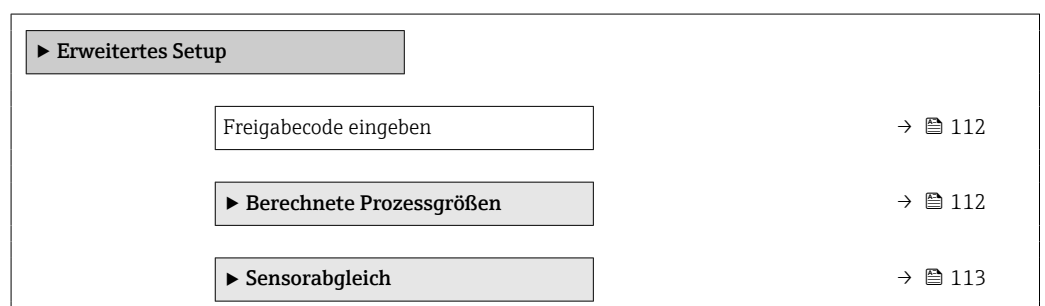 ▶ Erweitertes Setup
Freigabecode eingeben → 112
▶ Berechnete Prozessgrößen → 112
▶ Sensorabgleich → 113